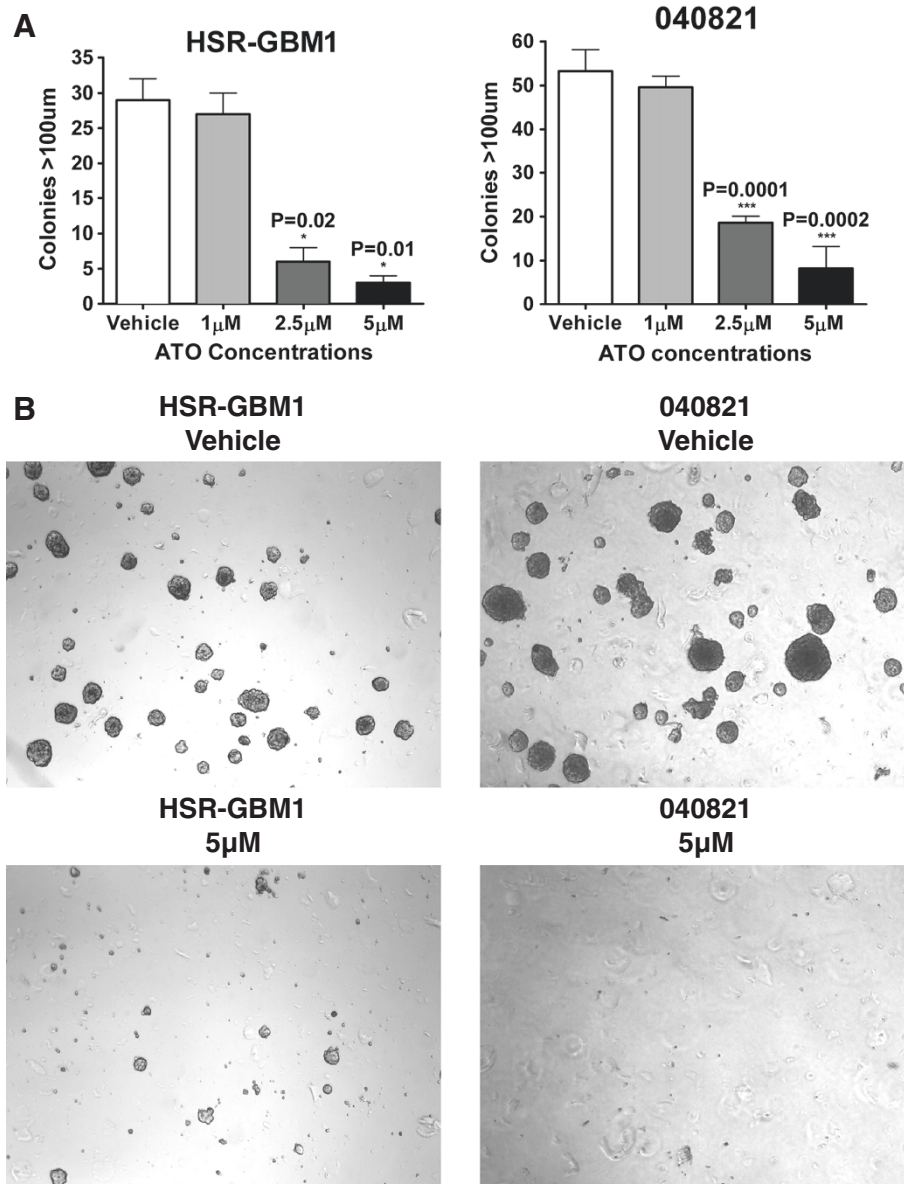 A
HSR-GBM1
Colonies >100um
35
30
25
20
15
10
5
0
P=0.02
*
P=0.01
*
Vehicle 1μM 2.5μM 5μM
ATO Concentrations
040821
Colonies >100um
60
50
40
30
20
10
0
P=0.0001
***
P=0.0002
***
Vehicle 1μM 2.5μM 5μM
ATO concentrations
B
HSR-GBM1
Vehicle
040821
Vehicle
HSR-GBM1
5μM
040821
5μM